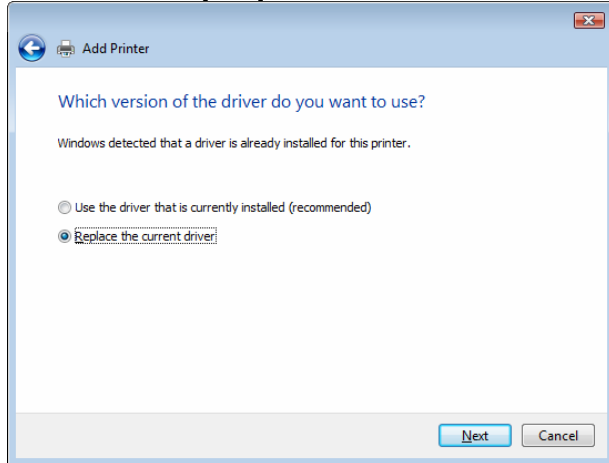 Add Printer
Which version of the driver do you want to use?
Windows detected that a driver is already installed for this printer.
Use the driver that is currently installed (recommended)
Replace the current driver
Next Cancel